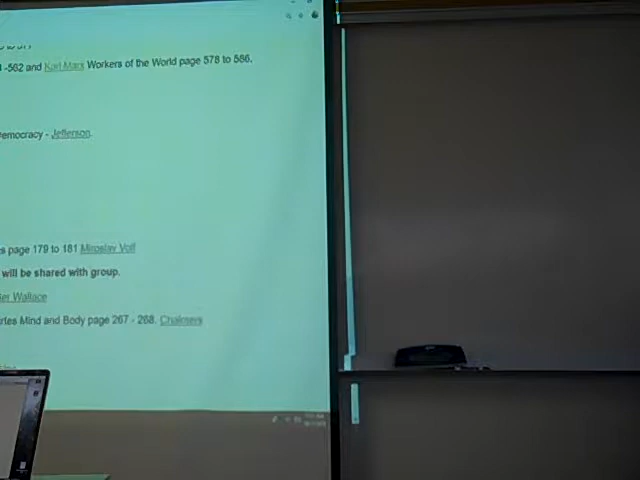 -562 and Karl Marx Workers of the World page 578 to 586.
emocracy - Jefferson.
s page 179 to 181 Miroslav Volf
will be shared with group.
er Wallace
rles Mind and Body page 267 - 268. Chalmers